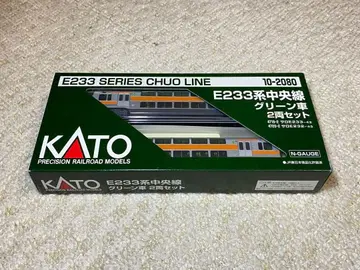 E233 SERIES CHUO LINE
10-2080
E233系中央線
グリーン車
2両セット
KATO
PRECISION RAILROAD MODELS
N-GAUGE
E233系中央線
グリーン車 2両セット